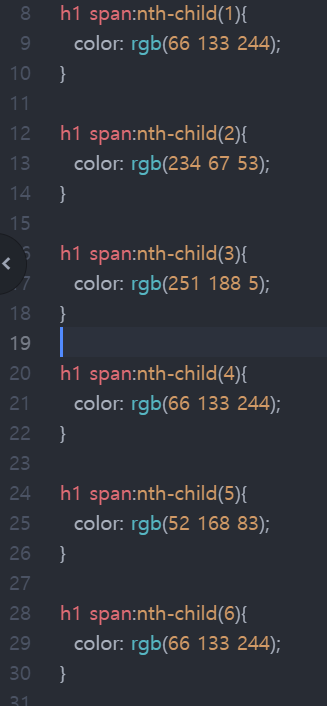 8 h1 span:nth-child(1){
9 color: rgb(66 133 244);
10 }
11
12 h1 span:nth-child(2){
13 color: rgb(234 67 53);
14 }
15
6 h1 span:nth-child(3){
7 color: rgb(251 188 5);
18 }
19
20 h1 span:nth-child(4){
21 color: rgb(66 133 244);
22 }
23
24 h1 span:nth-child(5){
25 color: rgb(52 168 83);
26 }
27
28 h1 span:nth-child(6){
29 color: rgb(66 133 244);
30 }
31